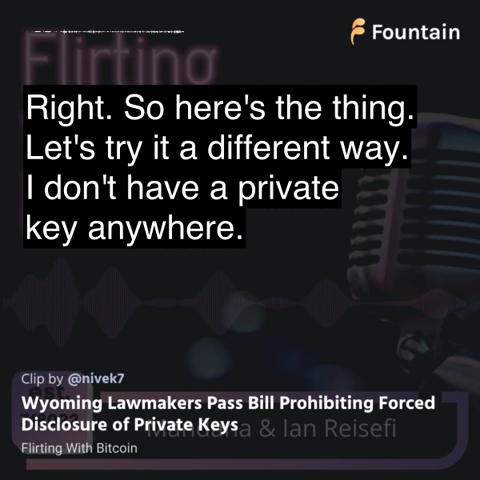 Fountain
Flirting
Right. So here's the thing.
Let's try it a different way.
I don't have a private
key anywhere.
Clip by @nivek7
Wyoming Lawmakers Pass Bill Prohibiting Forced
Disclosure of Private Keys
& Ian Reisefi
Flirting With Bitcoin